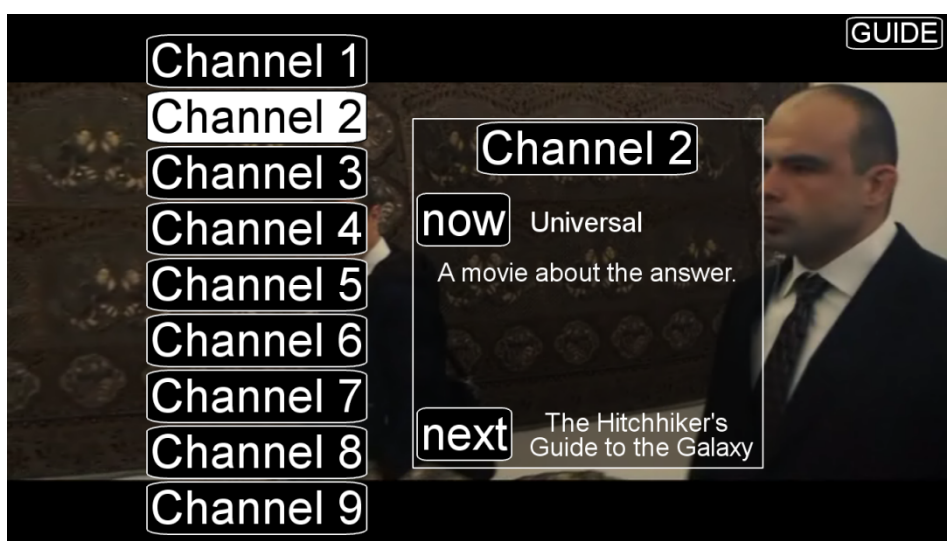 GUIDE
Channel 1
Channel 2
Channel 3
Channel 4
Channel 5
Channel 6
Channel 7
Channel 8
Channel 9
Channel 2
now Universal
A movie about the answer.
next The Hitchhiker's
Guide to the Galaxy